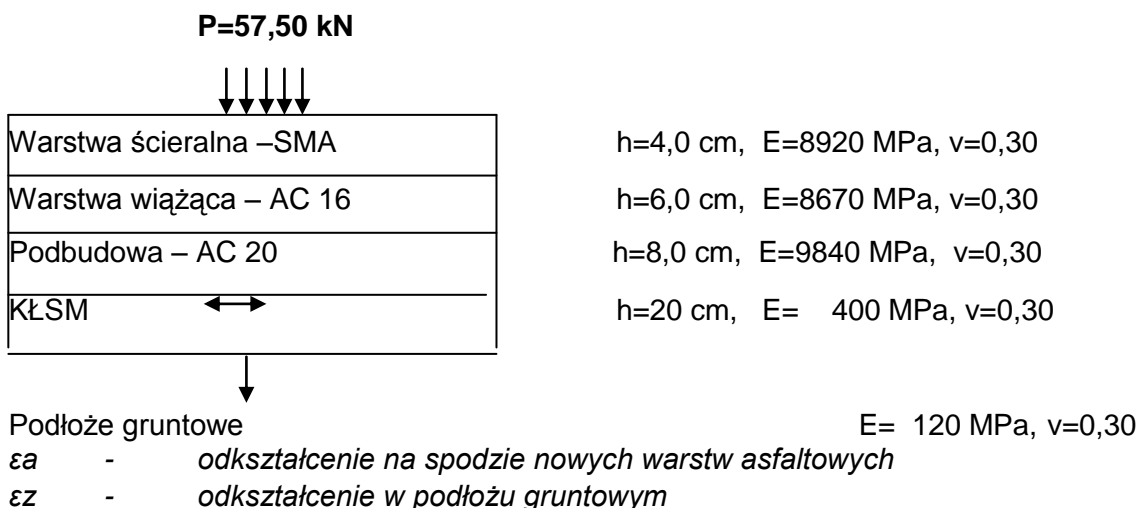 P=57,50 kN
Warstwa ścieralna –SMA h=4,0 cm, E=8920 MPa, v=0,30
Warstwa wiążąca – AC 16 h=6,0 cm, E=8670 MPa, v=0,30
Podbudowa – AC 20 h=8,0 cm, E=9840 MPa, v=0,30
KŁSM h=20 cm, E= 400 MPa, v=0,30
Podłoże gruntowe E= 120 MPa, v=0,30
εa - odkształcenie na spodzie nowych warstw asfaltowych
εz - odkształcenie w podłożu gruntowym